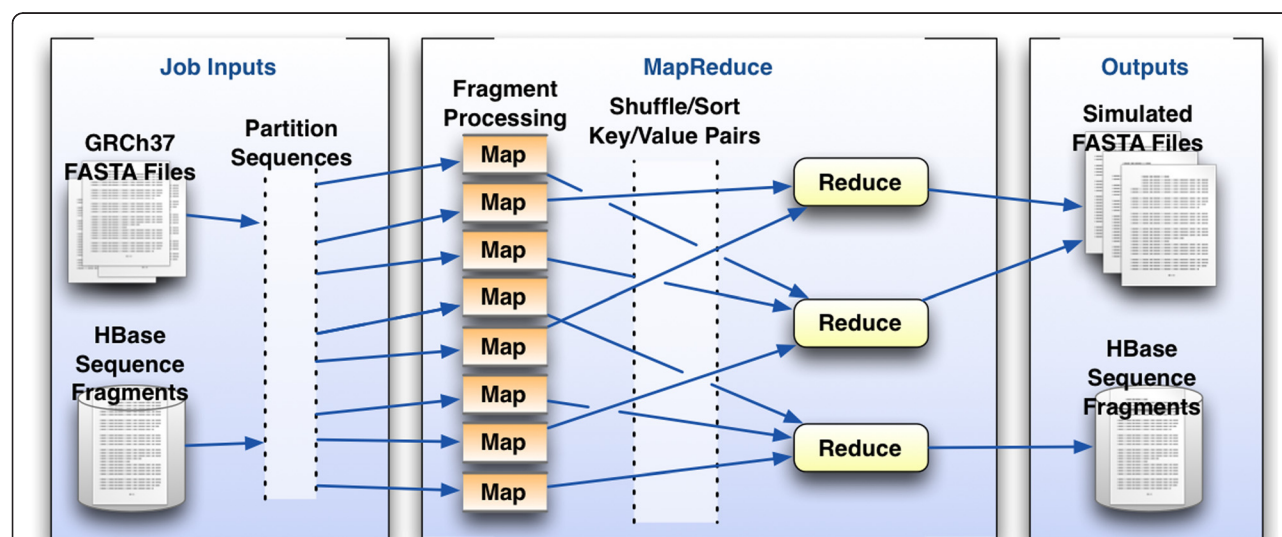 Job Inputs
GRCh37
FASTA Files
Partition
Sequences
HBase
Sequence
Fragments
MapReduce
Fragment
Processing
Shuffle/Sort
Key/Value Pairs
Map
Map
Map
Map
Map
Map
Map
Map
Reduce
Reduce
Reduce
Outputs
Simulated
FASTA Files
HBase
Sequence
Fragments